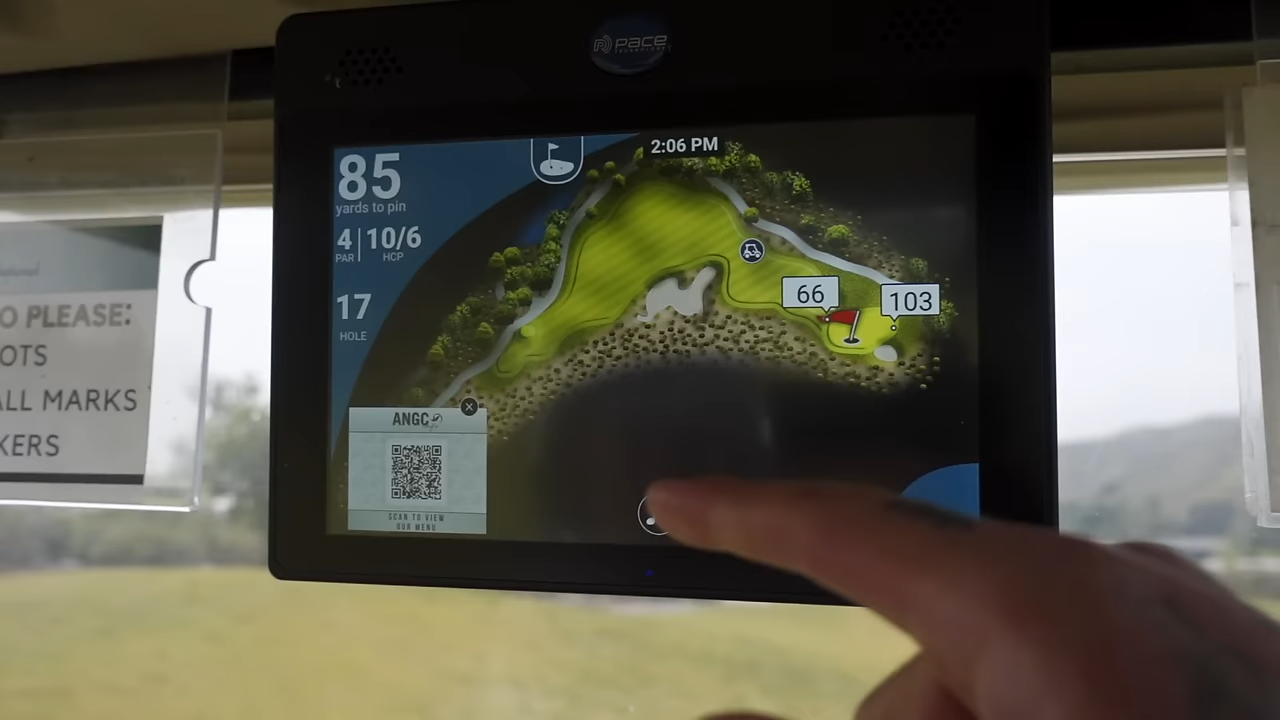 PACE
TECHNOLOGY
2:06 PM
85
yards to pin
4 10/6
PAR HCP
17
HOLE
66
103
ANGC
SCAN TO VIEW
OUR MENU
O PLEASE:
OTS
ALL MARKS
KERS